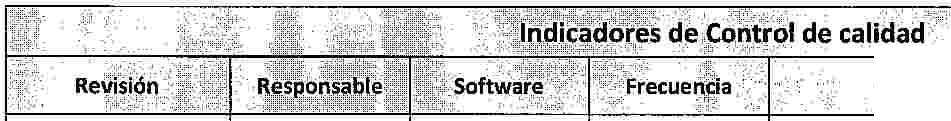 Indicadores de Control de calidad
Revisión Responsable Software Frecuencia